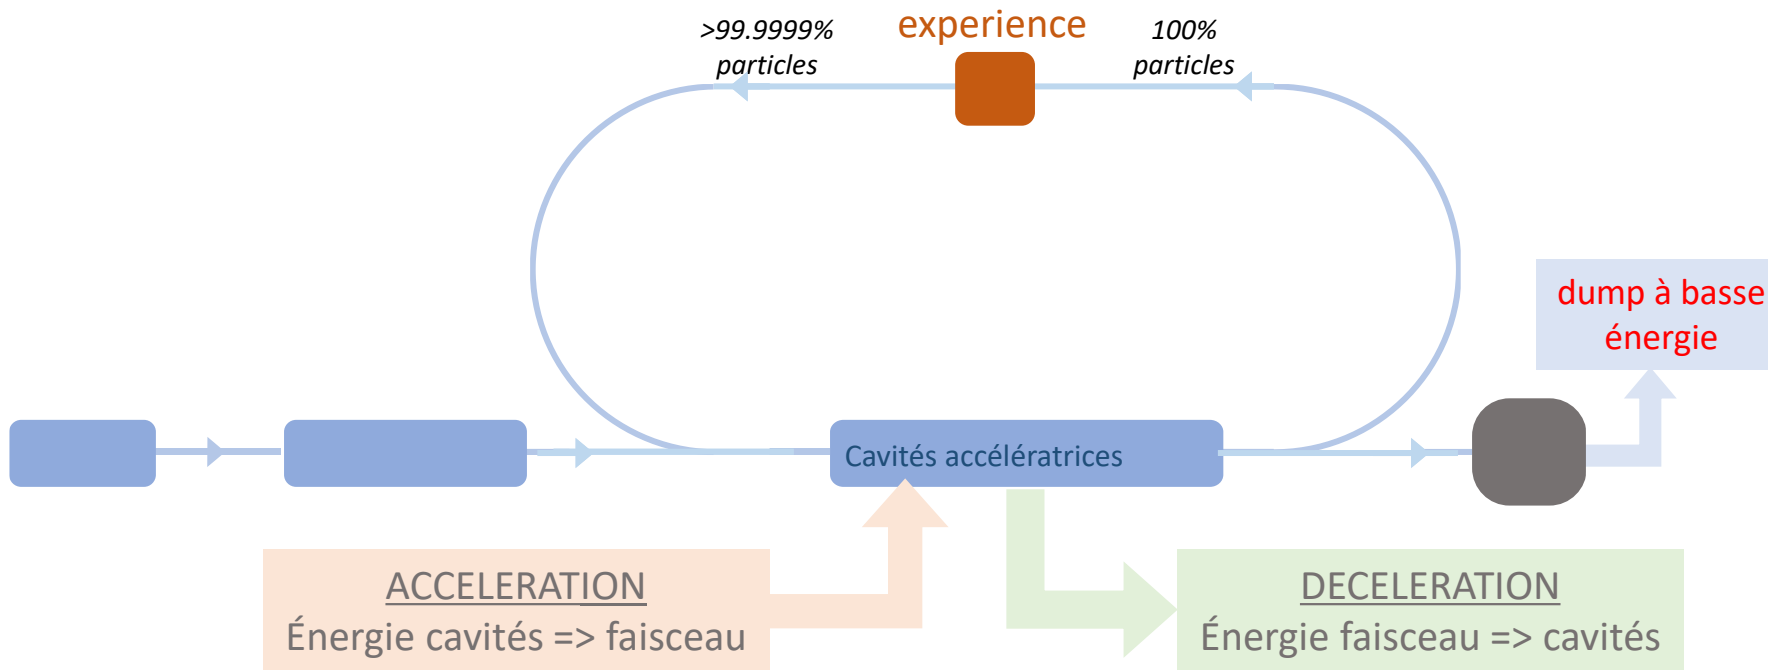 >99.9999%
particles
experience
100%
particles
dump à basse
énergie
Cavités accélératrices
ACCELERATION
Énergie cavités => faisceau
DECELERATION
Énergie faisceau => cavités